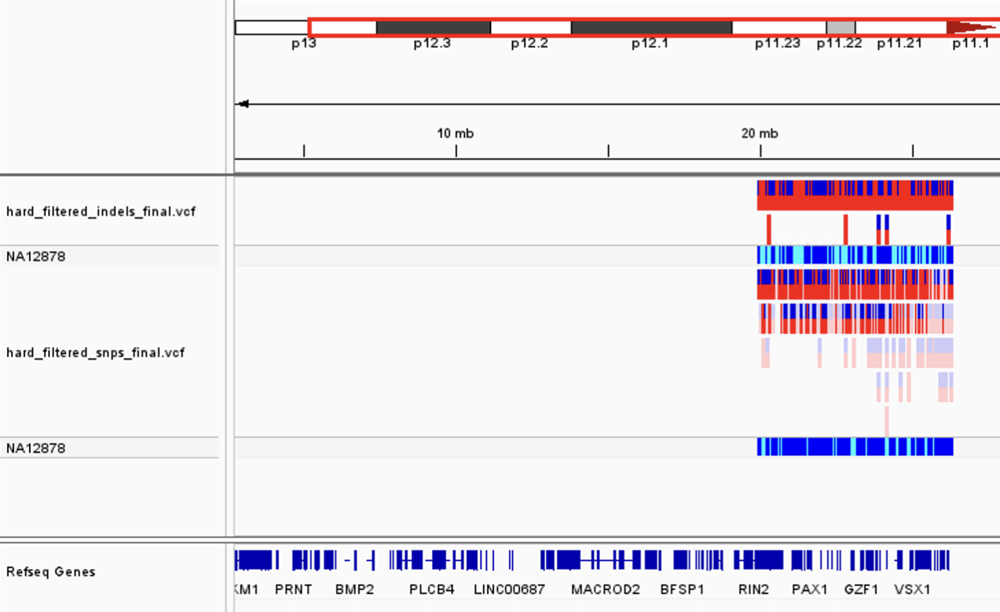 p13 p12.3 p12.2 p12.1 p11.23 p11.22 p11.21 p11.1
10 mb 20 mb
hard_filtered_indels_final.vcf
NA12878
hard_filtered_snps_final.vcf
NA12878
Refseq Genes
KM1 PRNT BMP2 PLCB4 LINC00687 MACROD2 BFSP1 RIN2 PAX1 GZF1 VSX1